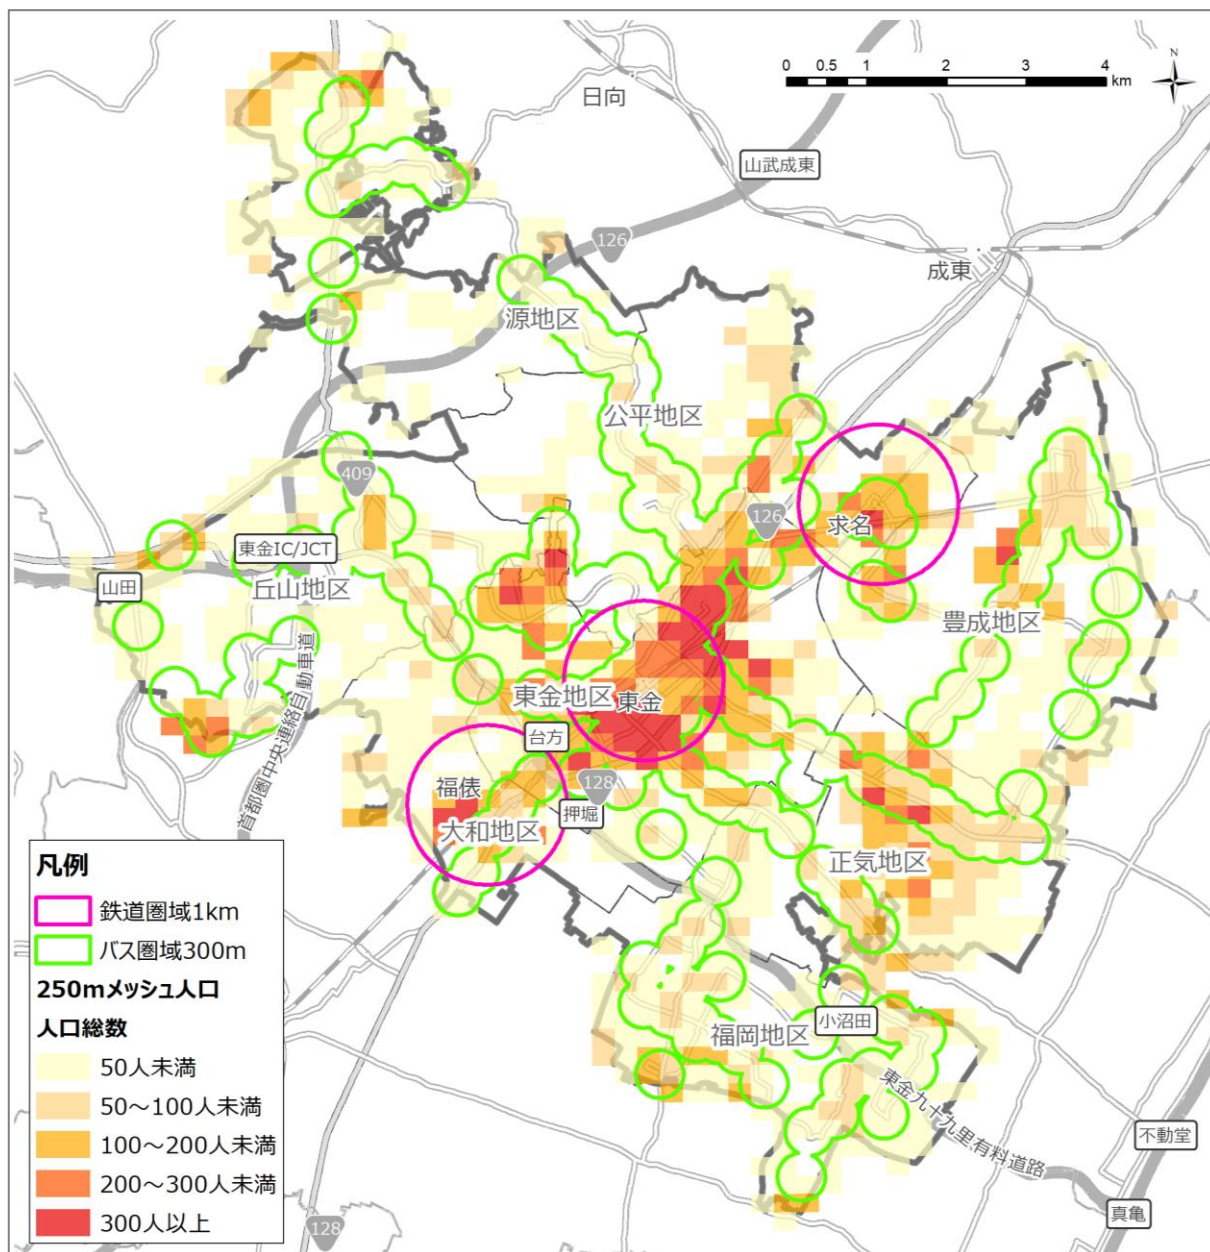 N
0 0.5 1 2 3 4
km
日向
山武成東
126
成東
源地区
公平地区
409
126
求名
東金IC/JCT
山田
丘山地区
豊成地区
首都圏中央連絡自動車道
東金地区
東金
台方
福俵
128
押堀
大和地区
正気地区
小沼田
福岡地区
東金九十九里有料道路
不動堂
真亀
128
凡例
鉄道圏域1km
バス圏域300m
250mメッシュ人口
人口総数
50人未満
50～100人未満
100～200人未満
200～300人未満
300人以上